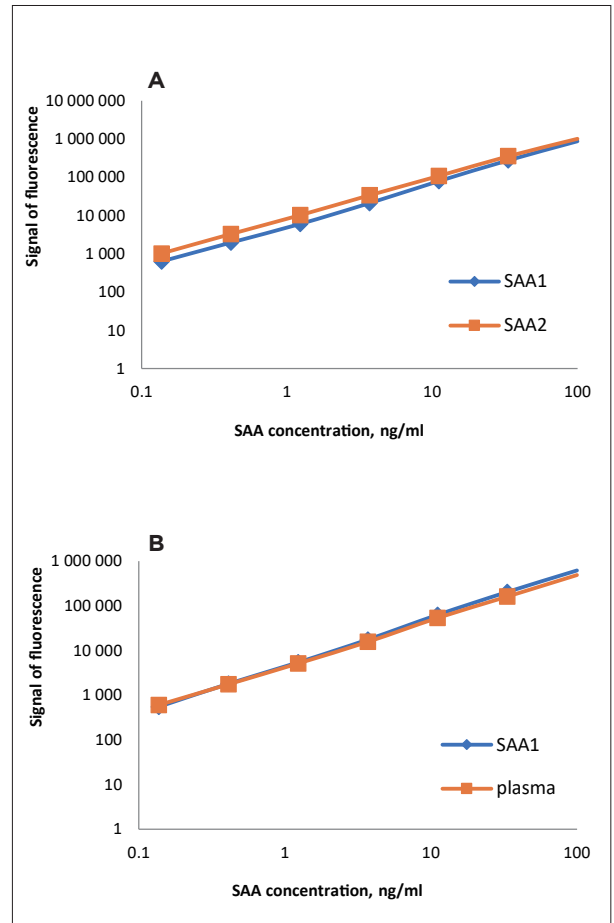 A
10 000 000
1 000 000
100 000
10 000
1 000
100
10
1
Signal of fluorescence
SAA1
SAA2
0.1 1 10 100
SAA concentration, ng/ml
B
1 000 000
100 000
10 000
1 000
100
10
1
Signal of fluorescence
SAA1
plasma
0.1 1 10 100
SAA concentration, ng/ml